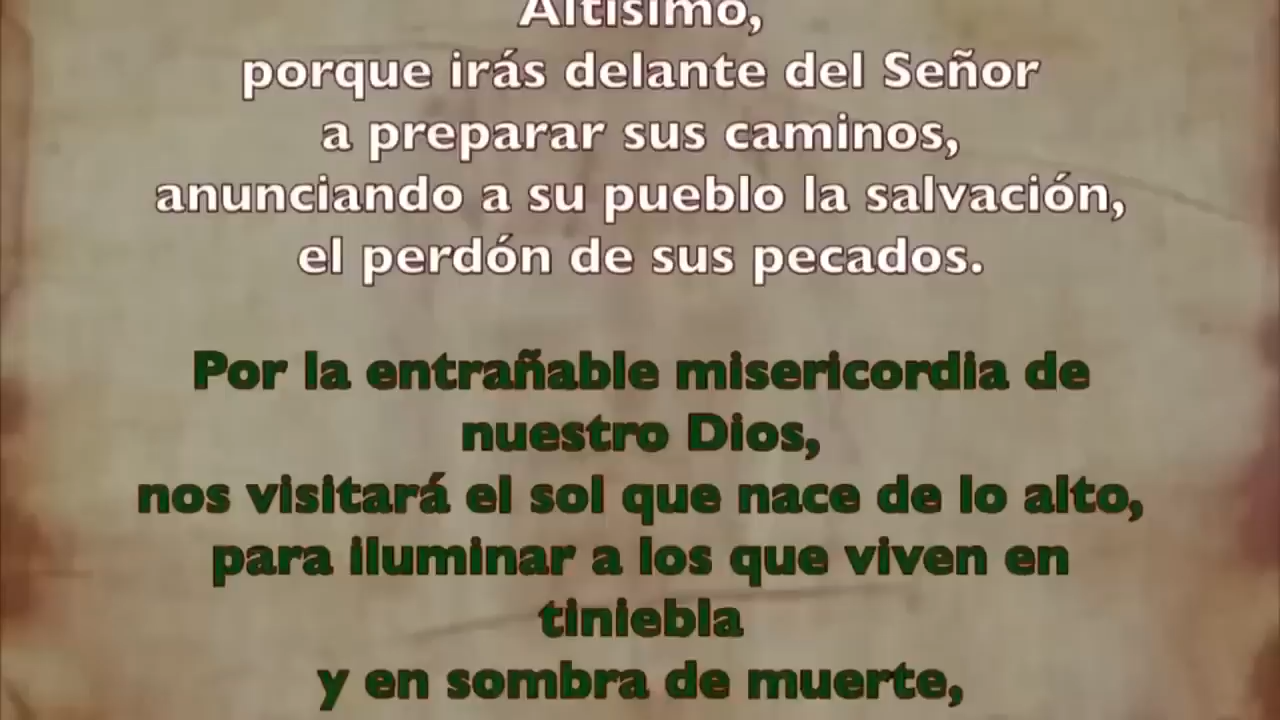 Altísimo,
porque irás delante del Señor
a preparar sus caminos,
anunciando a su pueblo la salvación,
el perdón de sus pecados.
Por la entrañable misericordia de
nuestro Dios,
nos visitará el sol que nace de lo alto,
para iluminar a los que viven en
tiniebla
y en sombra de muerte,